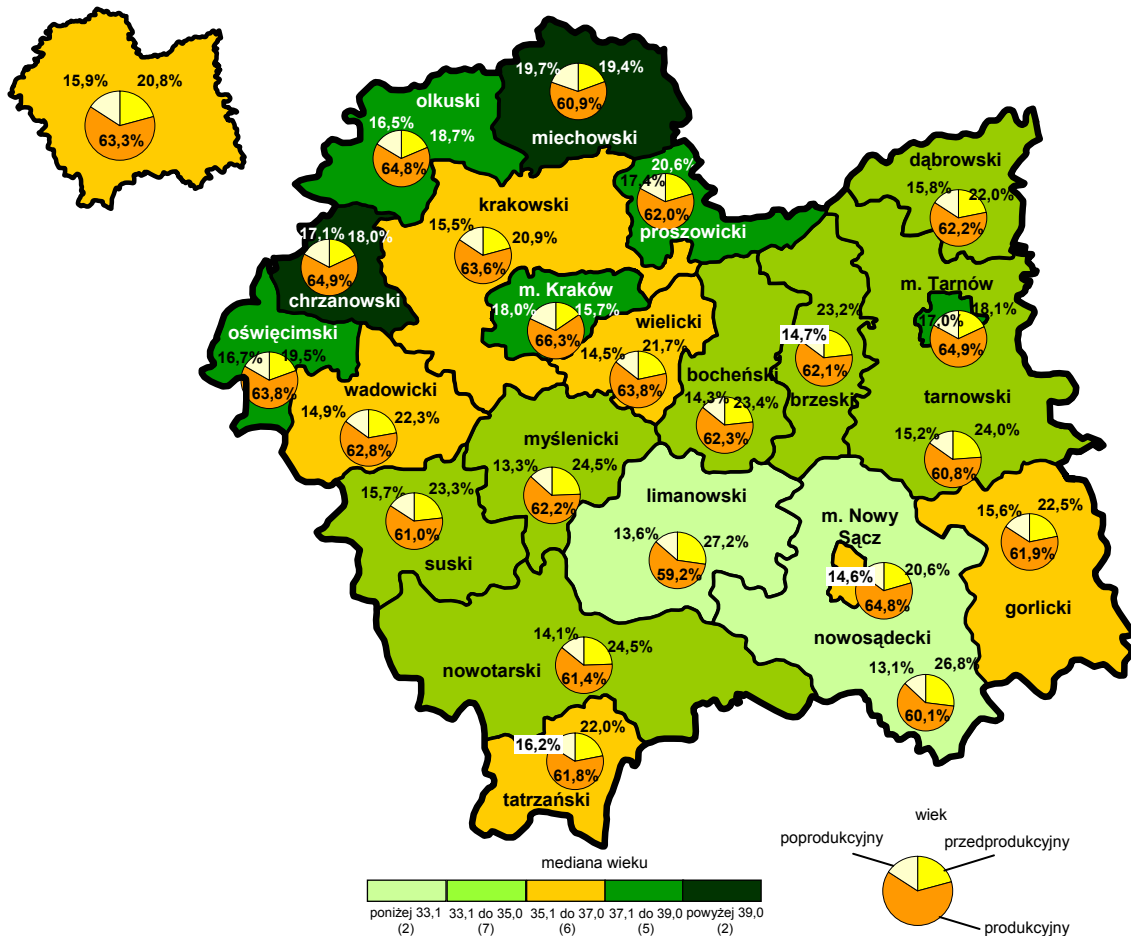 15,9% 20,8%
63,3%
19,7% 19,4%
60,9%
miechowski
olkuski
16,5% 18,7%
64,8%
dąbrowski
15,8% 22,0%
62,2%
20,6%
17,4%
62,0%
proszowicki
krakowski
15,5% 20,9%
63,6%
17,1% 18,0%
64,9%
chrzanowski
m. Kraków
18,0% 15,7%
66,3%
m. Tarnów
17,0% 18,1%
64,9%
oświęcimski
16,7% 19,5%
63,8%
wielicki
14,5% 21,7%
63,8%
23,2%
14,7%
62,1%
brzeski
bocheński
14,3% 23,4%
62,3%
tarnowski
15,2% 24,0%
60,8%
wadowicki
14,9% 22,3%
62,8%
myślenicki
13,3% 24,5%
62,2%
15,7% 23,3%
61,0%
suski
limanowski
13,6% 27,2%
59,2%
m. Nowy
Sącz
14,6% 20,6%
64,8%
15,6% 22,5%
61,9%
gorlicki
nowosądecki
13,1% 26,8%
60,1%
nowotarski
14,1% 24,5%
61,4%
22,0%
16,2%
61,8%
tatrzański
mediana wieku
poniżej 33,1 33,1 do 35,0 35,1 do 37,0 37,1 do 39,0 powyżej 39,0
(2) (7) (6) (5) (2)
wiek
poprodukcyjny przedprodukcyjny
produkcyjny